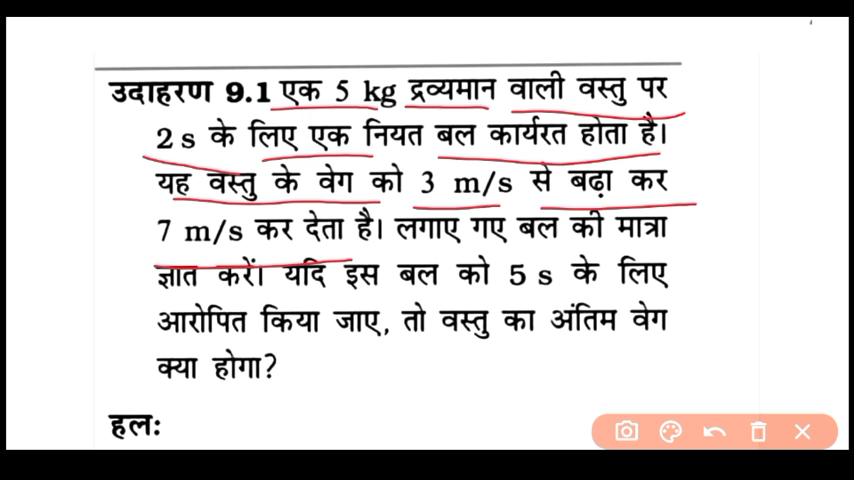 उदाहरण 9.1 एक 5 kg द्रव्यमान वाली वस्तु पर
2 s के लिए एक नियत बल कार्यरत होता है।
यह वस्तु के वेग को 3 m/s से बढ़ा कर
7 m/s कर देता है। लगाए गए बल की मात्रा
ज्ञात करें। यदि इस बल को 5 s के लिए
आरोपित किया जाए, तो वस्तु का अंतिम वेग
क्या होगा?
हल: